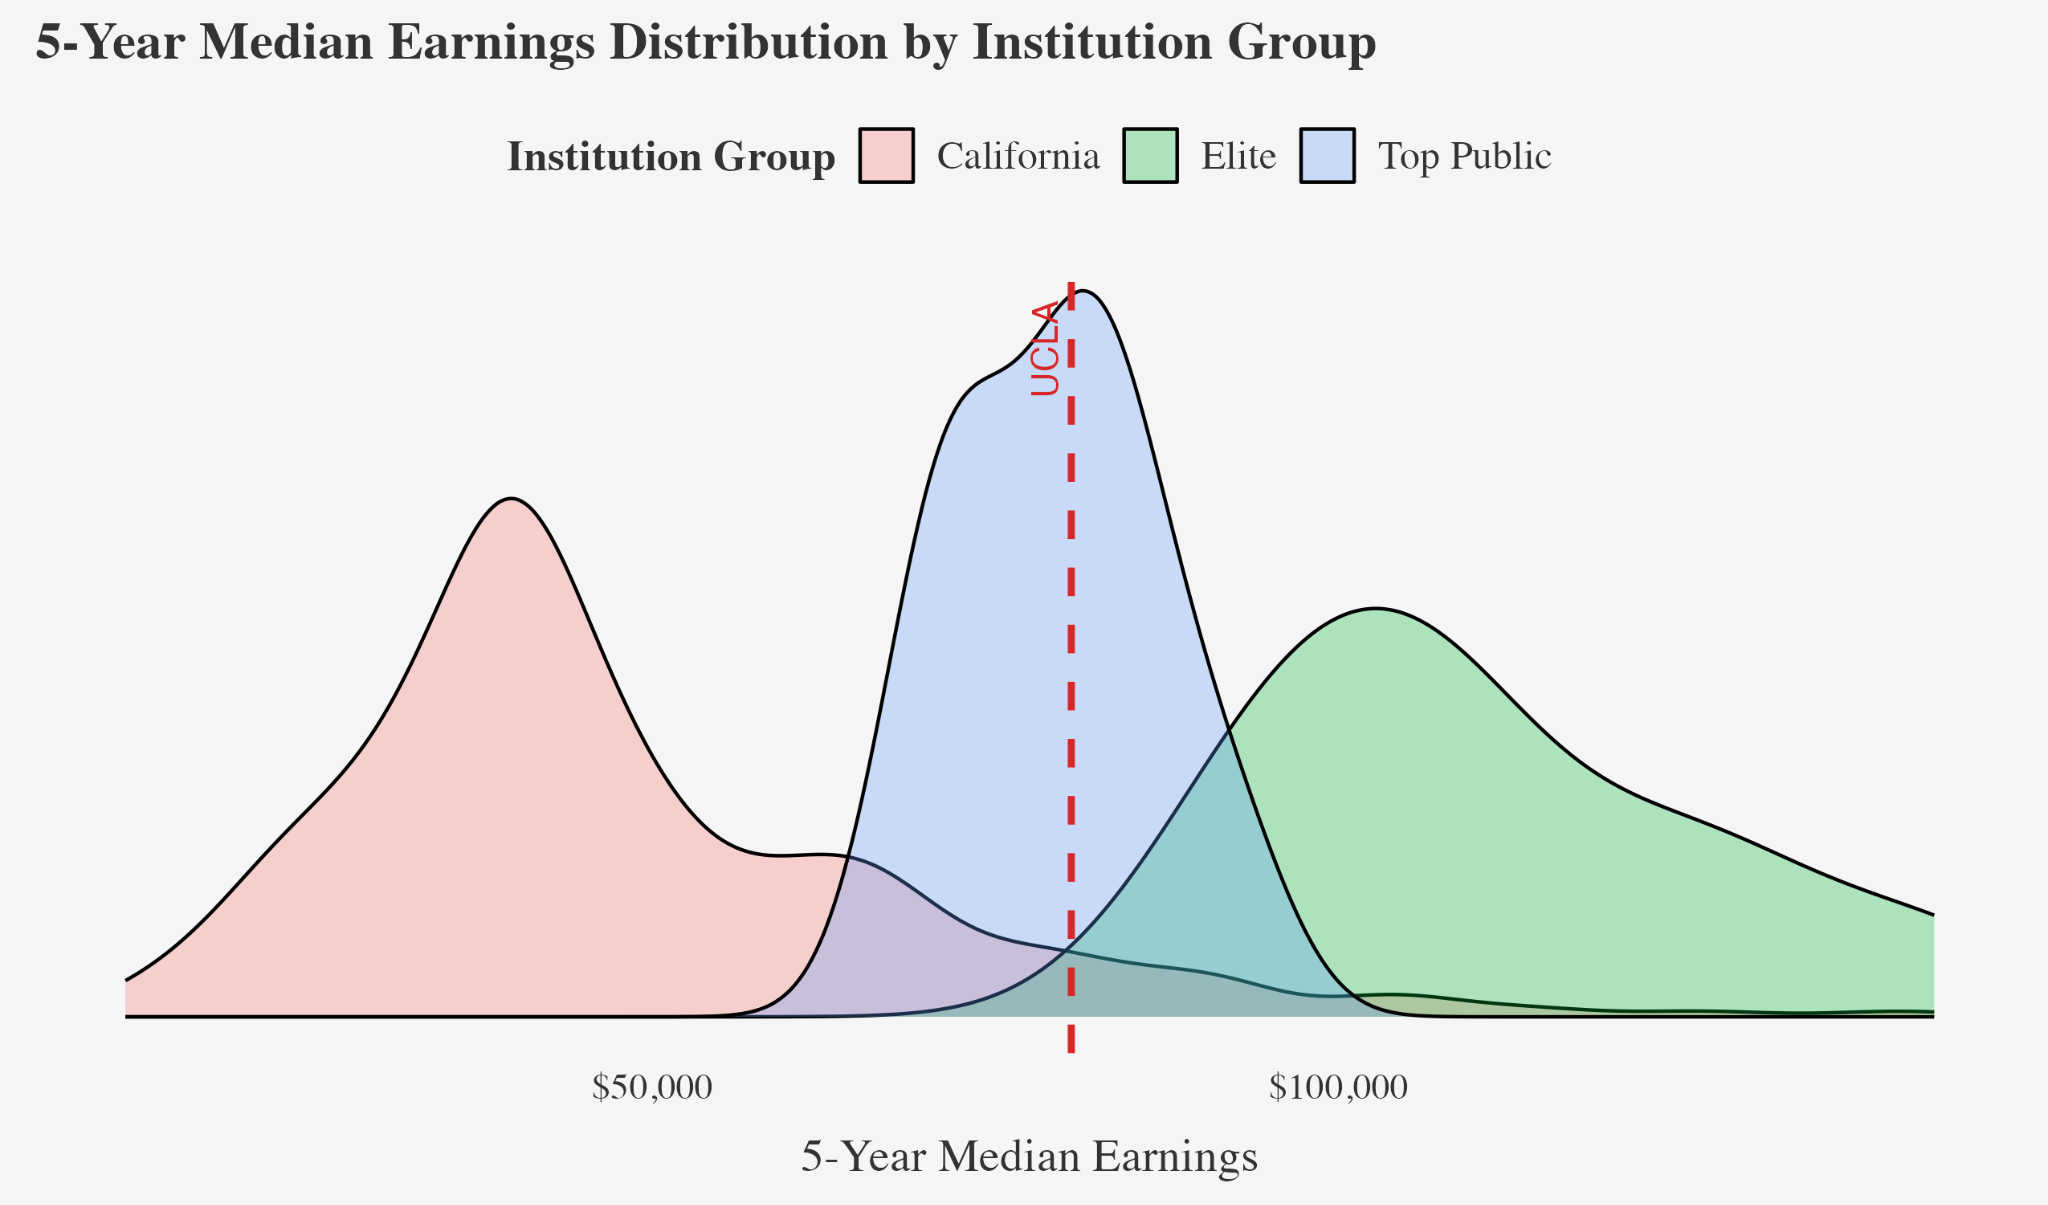 5-Year Median Earnings Distribution by Institution Group
Institution Group California Elite Top Public
UCLA
$50,000 $100,000
5-Year Median Earnings